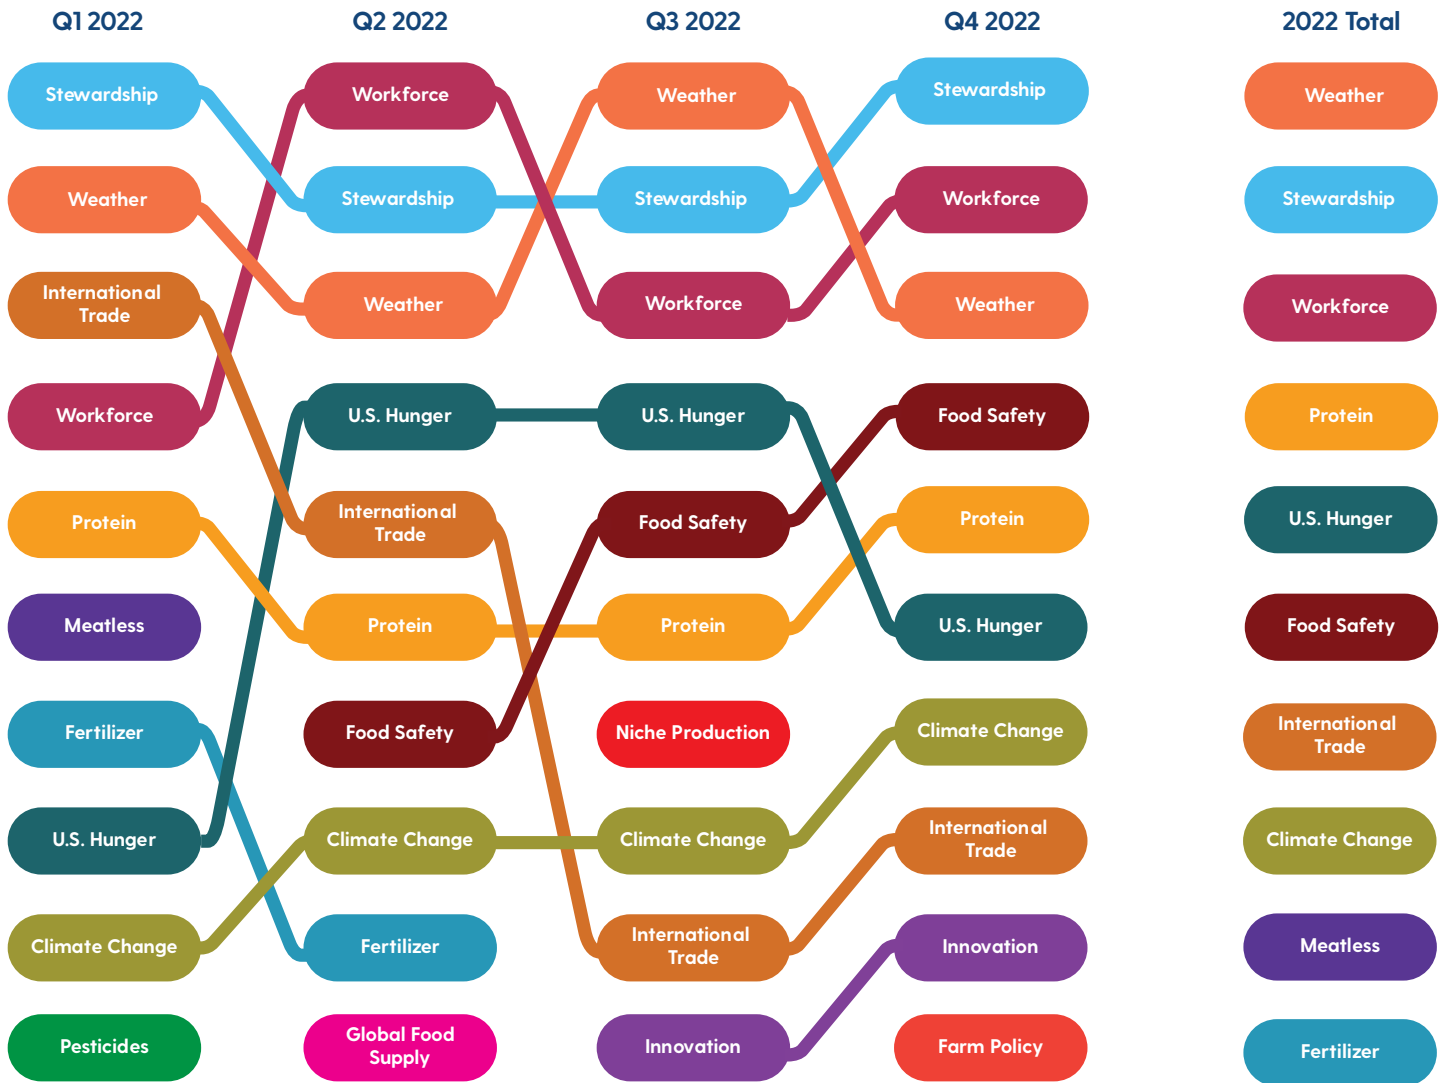 Q1 2022
Q2 2022
Q3 2022
Q4 2022
2022 Total
Stewardship
Workforce
Weather
Stewardship
Weather
Weather
Stewardship
Stewardship
Workforce
Stewardship
International
Trade
Weather
Workforce
Weather
Workforce
Workforce
U.S. Hunger
U.S. Hunger
Food Safety
Protein
Protein
International
Trade
Food Safety
Protein
U.S. Hunger
Meatless
Protein
Protein
U.S. Hunger
Food Safety
Fertilizer
Food Safety
Niche Production
Climate Change
International
Trade
U.S. Hunger
Climate Change
Climate Change
International
Trade
Climate Change
Climate Change
Fertilizer
International
Trade
Innovation
Meatless
Pesticides
Global Food
Supply
Innovation
Farm Policy
Fertilizer